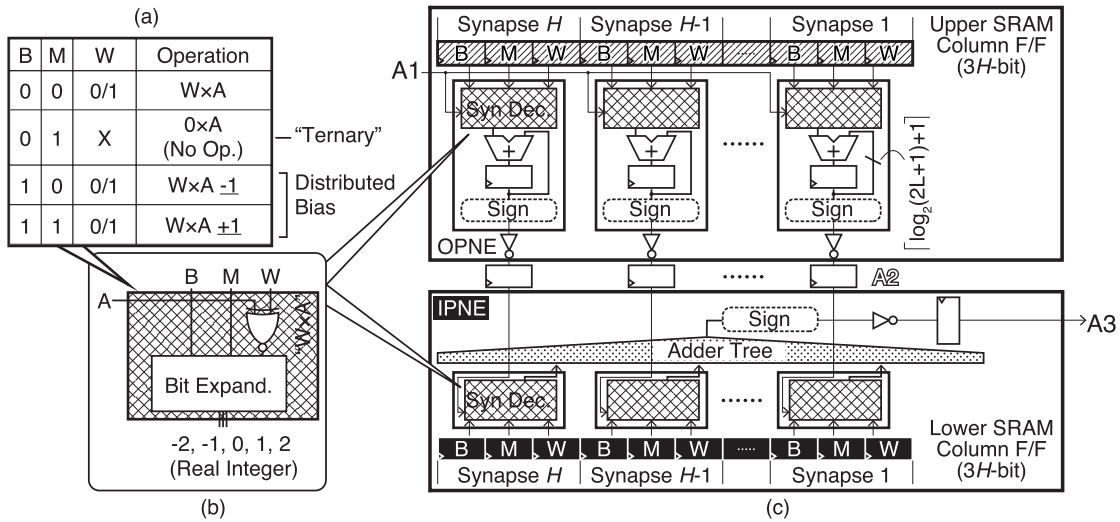 (a)
B M W Operation
0 0 0/1 W×A
0 1 X 0×A
(No Op.)
"Ternary"
1 0 0/1 W×A -1
1 1 0/1 W×A +1
Distributed
Bias
B M W
A
"W×A"
Bit Expand.
-2, -1, 0, 1, 2
(Real Integer)
(b)
Synapse H Synapse H-1 Synapse 1
Upper SRAM
Column F/F
(3H-bit)
B M W B M W ..... B M W
A1
Syn Dec.
+ + +
......
⌈log2(2L+1)+1⌉
Sign Sign Sign
OPNE
...... A2
IPNE
Sign
A3
Adder Tree
Syn Dec.
......
B M W B M W ..... B M W
Synapse H Synapse H-1 Synapse 1
Lower SRAM
Column F/F
(3H-bit)
(c)